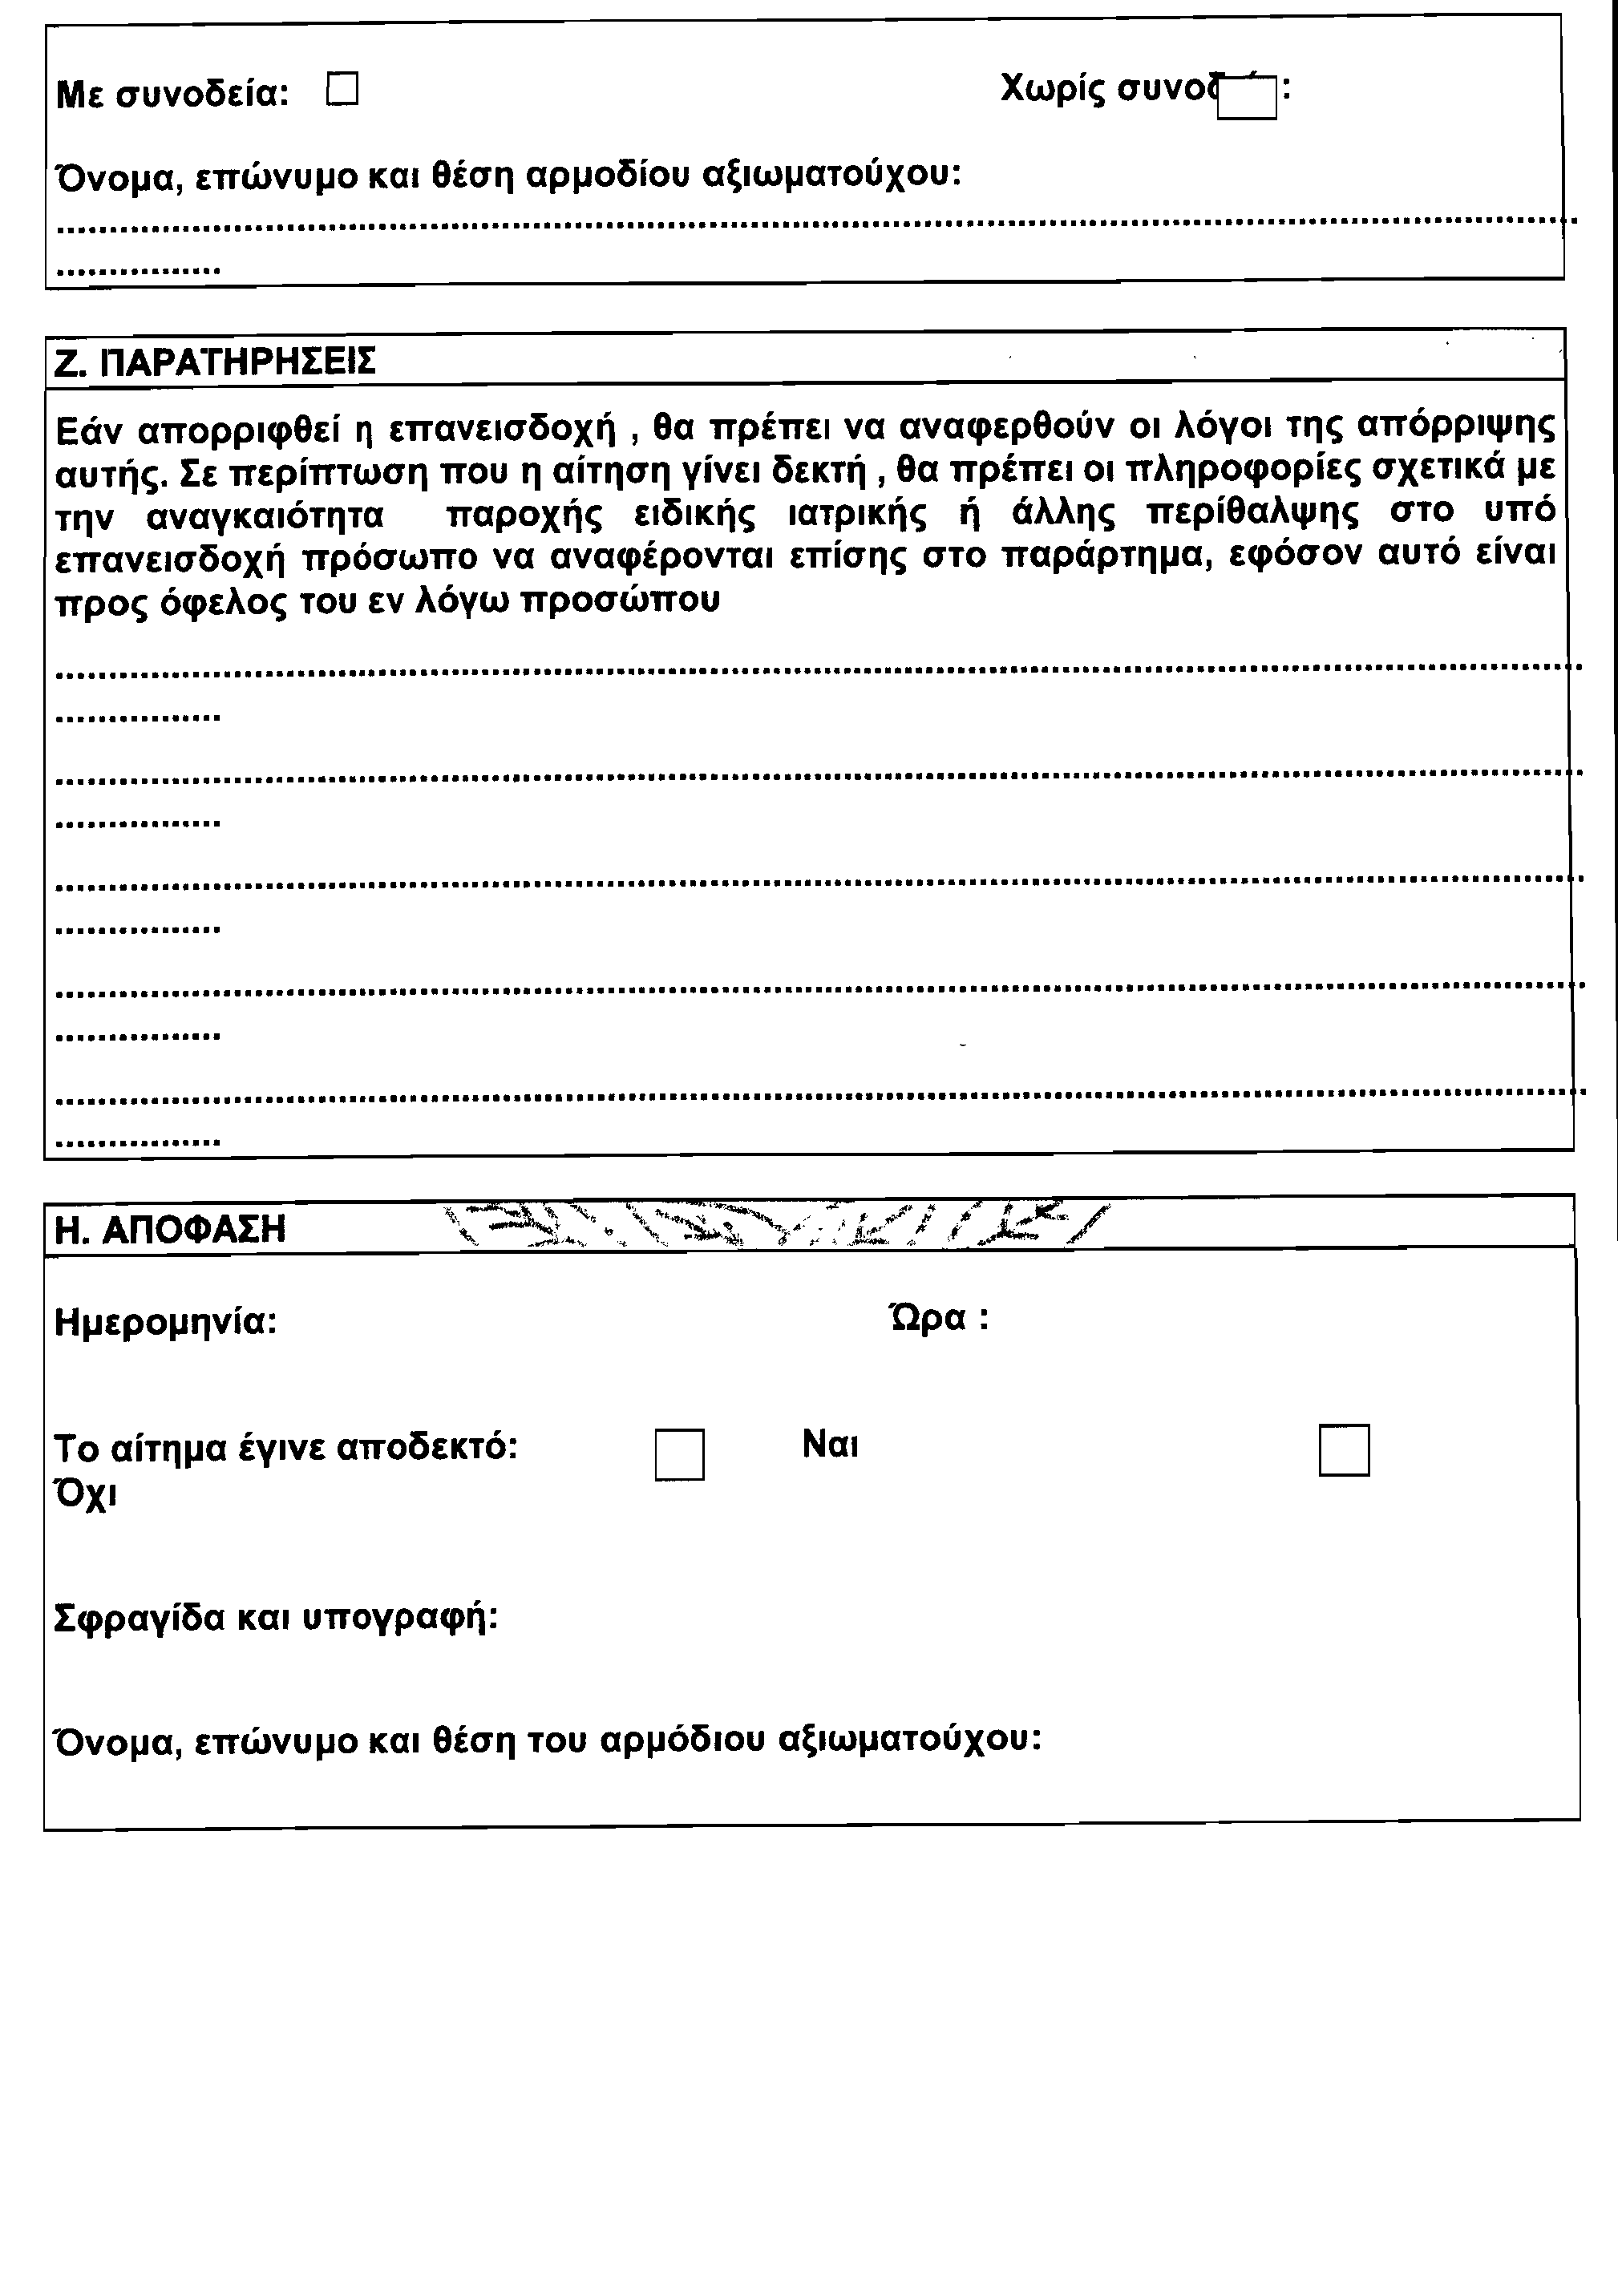 Με συνοδεία: Χωρίς
Όνομα, επώνυμο και θέση αρμοδίου αξιωματούχου:
Ζ. ΠΑΡΑΤΗΡΗΣΕΙΣ
Εάν απορριφθεί η επανεισδοχή , θα πρέπει να αναφερθούν οι λόγοι της απόρριψης
αυτής. Σε περίπτωση που η αίτηση γίνει δεκτή , θα πρέπει οι πληροφορίες σχετικά με
την αναγκαιότητα παροχής ειδικής ιατρικής ή άλλης περίθαλψης στο υπό
επανεισδοχή πρόσωπο να αναφέρονται επίσης στο παράρτημα, εφόσον αυτό είναι
προς όφελος του εν λόγω προσώπου
Η. ΑΠΟΦΑΣΗ
Ημερομηνία: Ώρα :
Το αίτημα έγινε αποδεκτό: Ναι
Όχι
Σφραγίδα και υπογραφή:
Όνομα, επώνυμο και θέση του αρμόδιου αξιωματούχου: